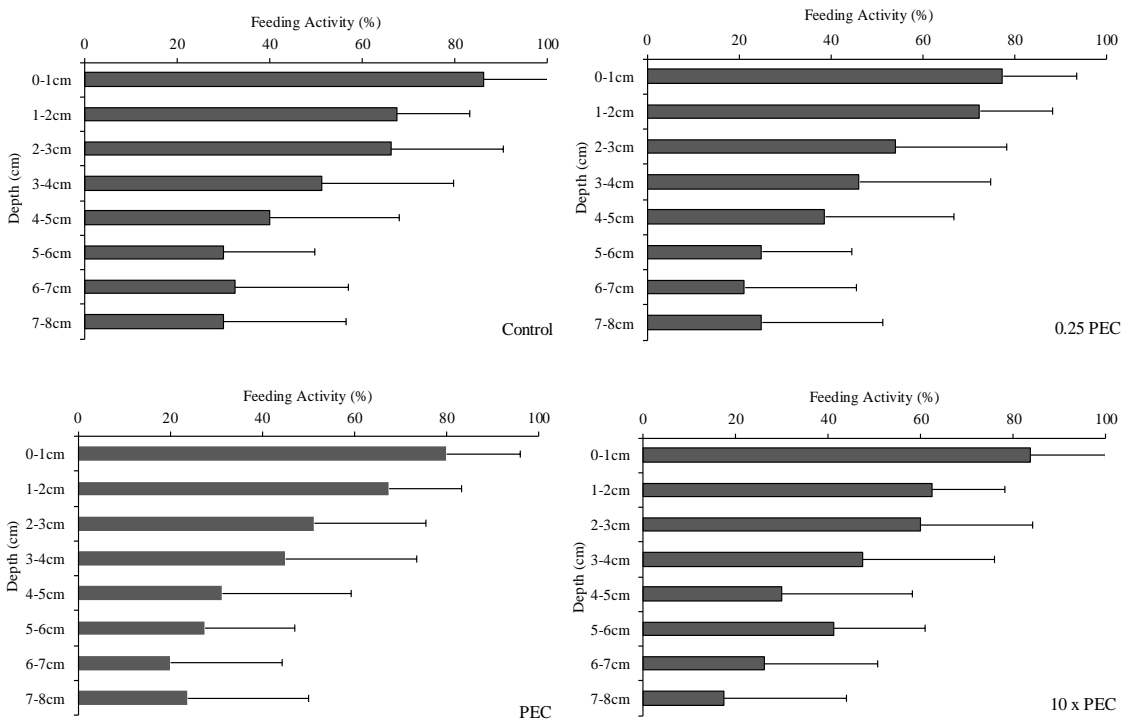 Feeding Activity (%)
0 20 40 60 80 100
Depth (cm)
0-1cm
1-2cm
2-3cm
3-4cm
4-5cm
5-6cm
6-7cm
7-8cm
Control
Feeding Activity (%)
0 20 40 60 80 100
Depth (cm)
0-1cm
1-2cm
2-3cm
3-4cm
4-5cm
5-6cm
6-7cm
7-8cm
0.25 PEC
Feeding Activity (%)
0 20 40 60 80 100
Depth (cm)
0-1cm
1-2cm
2-3cm
3-4cm
4-5cm
5-6cm
6-7cm
7-8cm
PEC
Feeding Activity (%)
0 20 40 60 80 100
Depth (cm)
0-1cm
1-2cm
2-3cm
3-4cm
4-5cm
5-6cm
6-7cm
7-8cm
10 x PEC